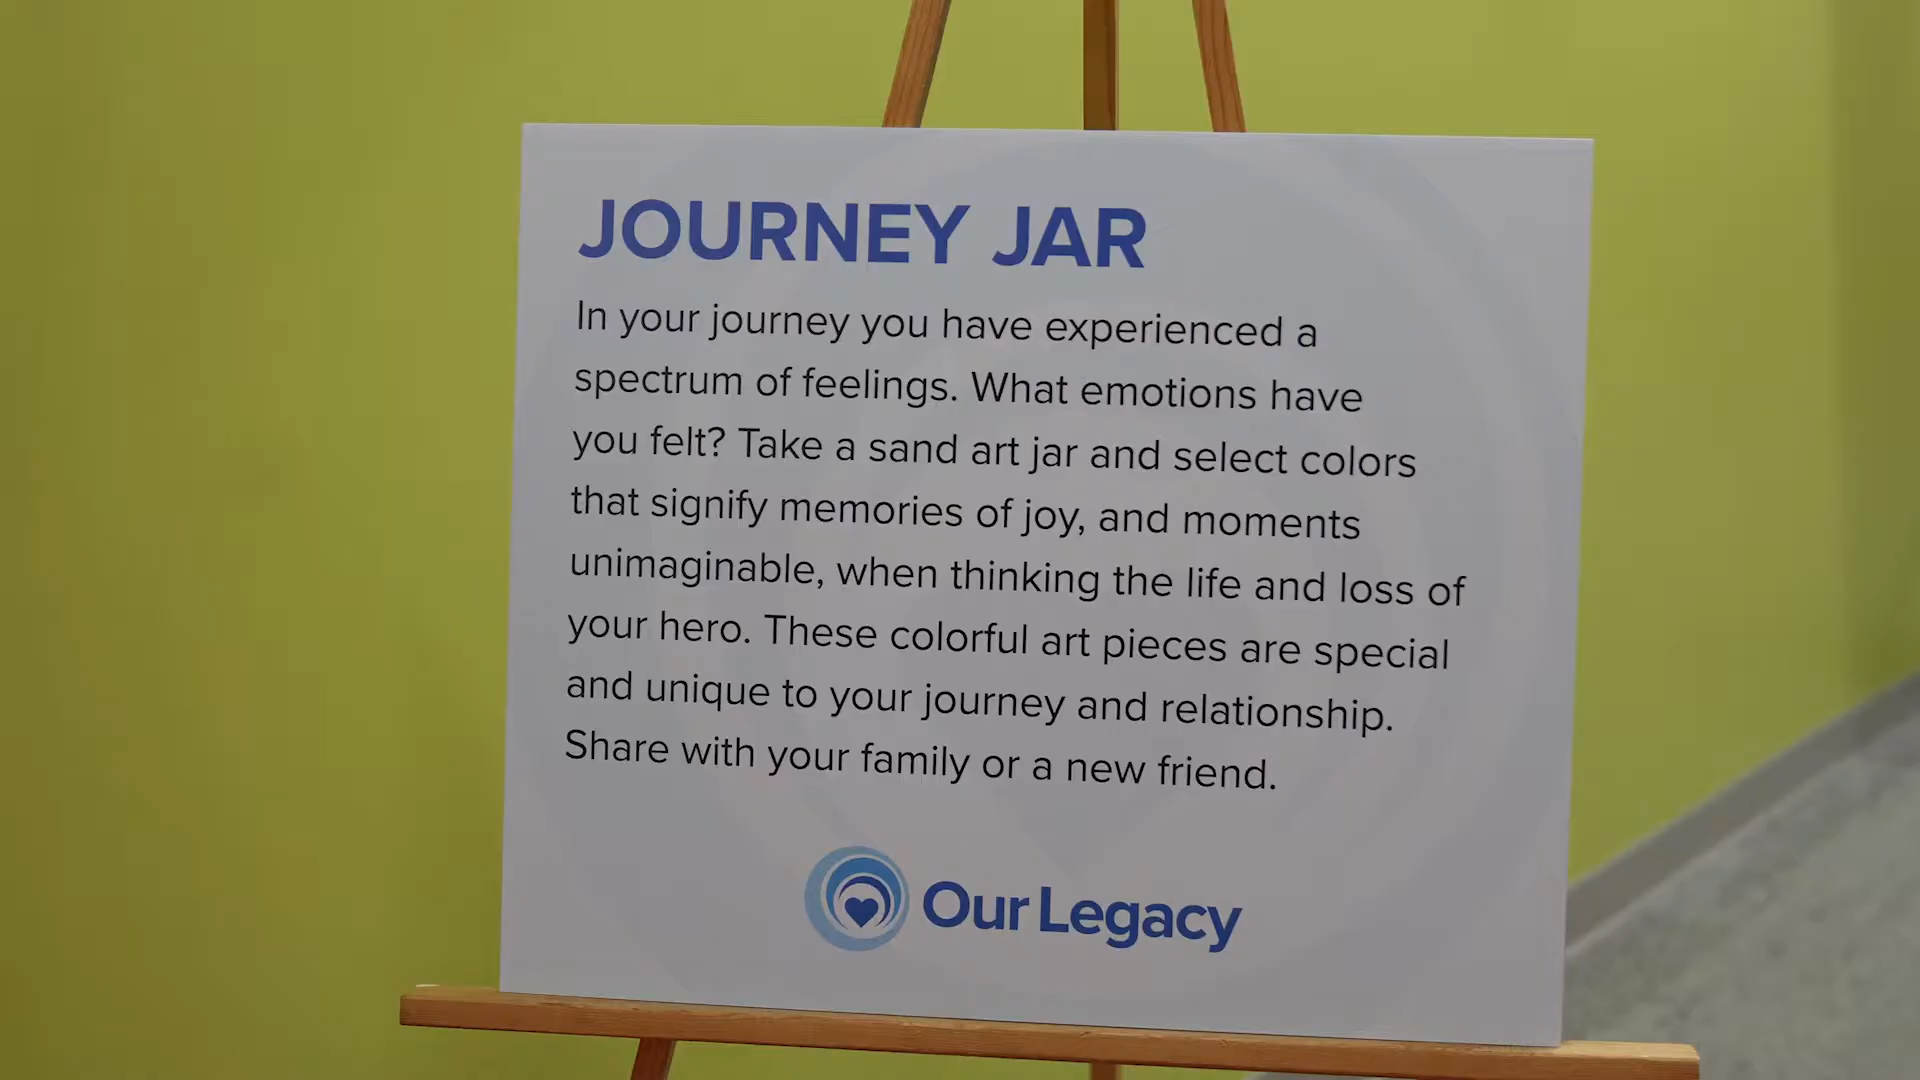 JOURNEY JAR
In your journey you have experienced a
spectrum of feelings. What emotions have
you felt? Take a sand art jar and select colors
that signify memories of joy, and moments
unimaginable, when thinking the life and loss of
your hero. These colorful art pieces are special
and unique to your journey and relationship.
Share with your family or a new friend.
Our Legacy